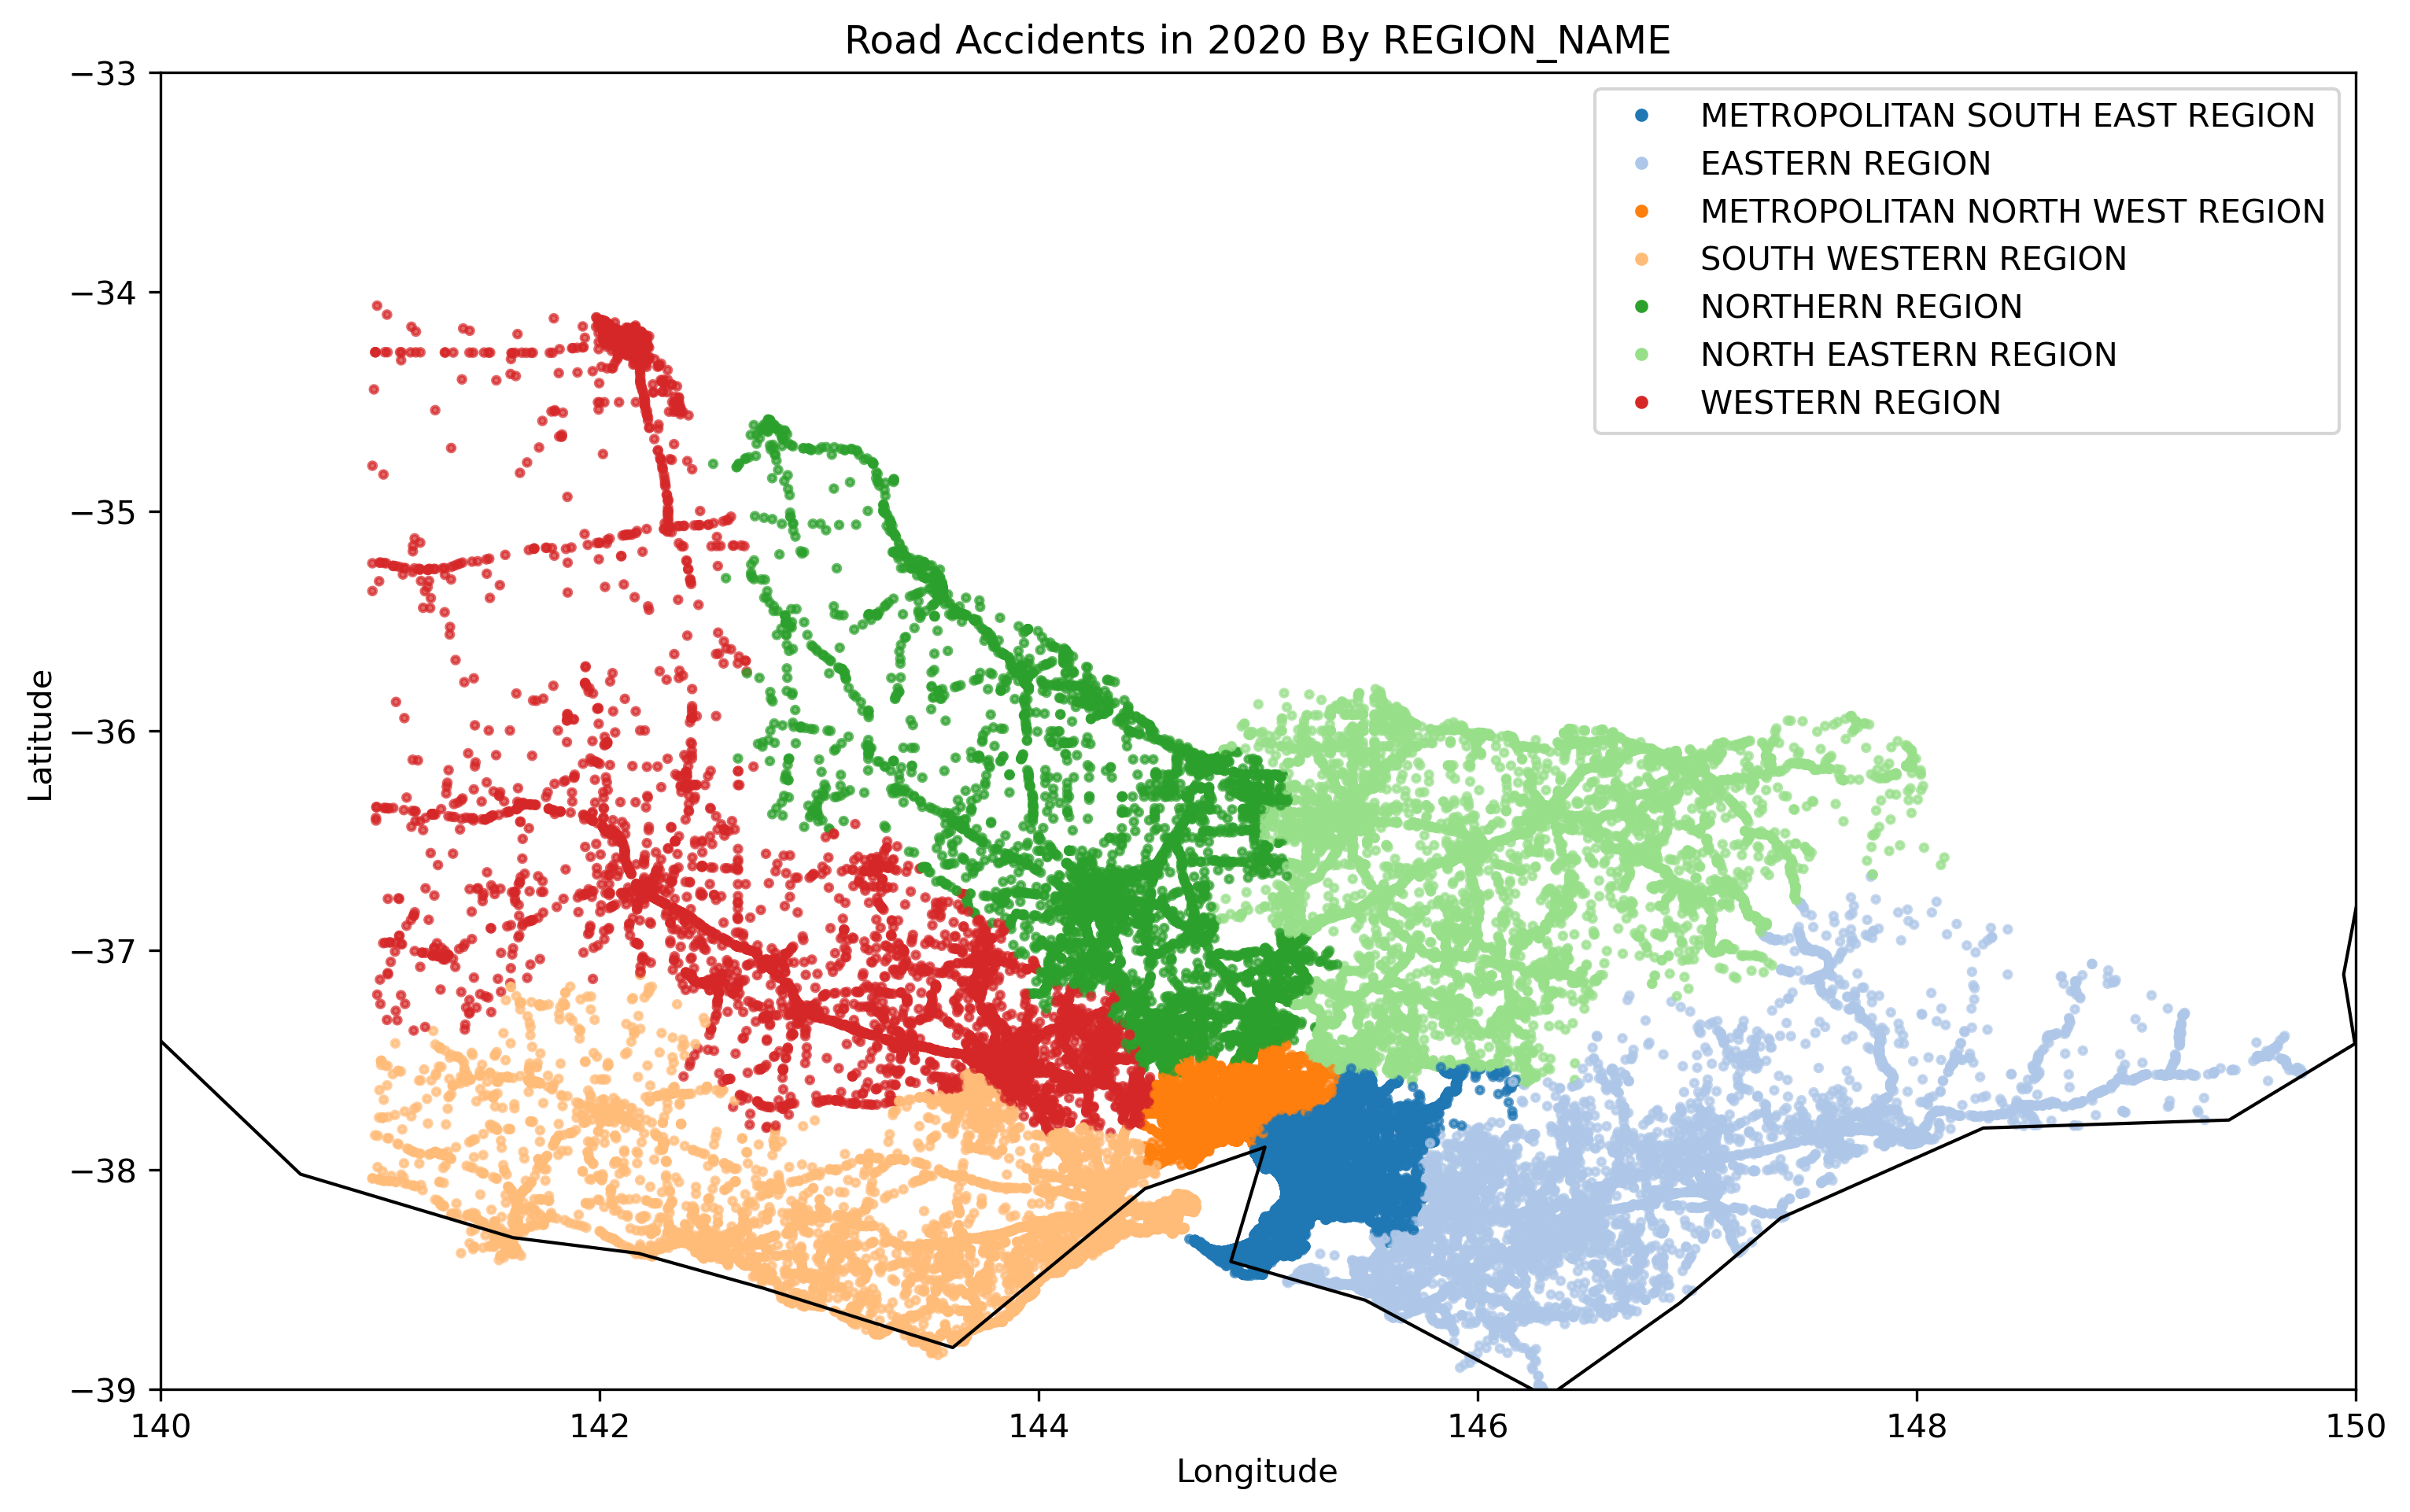 Road Accidents in 2020 By REGION_NAME
−33
−34
−35
−36
−37
−38
−39
Latitude
METROPOLITAN SOUTH EAST REGION
EASTERN REGION
METROPOLITAN NORTH WEST REGION
SOUTH WESTERN REGION
NORTHERN REGION
NORTH EASTERN REGION
WESTERN REGION
140 142 144 146 148 150
Longitude